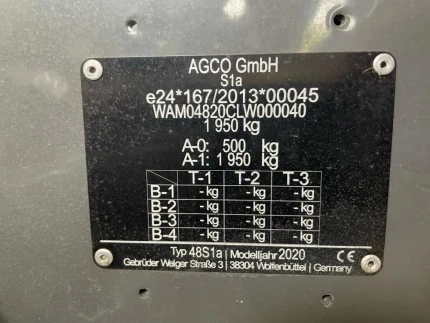 AGCO GmbH
S1a
e24*167/2013*00045
WAM04820CLW000040
1 950 kg
A-0: 500 kg
A-1: 1 950 kg
T-1 T-2 T-3
B-1 -kg -kg -kg
B-2 -kg -kg -kg
B-3 -kg -kg -kg
B-4 -kg -kg -kg
Typ 48S1a | Modelljahr 2020 CE
Gebrüder Welger Straße 3 | 38304 Wolfenbüttel | Germany